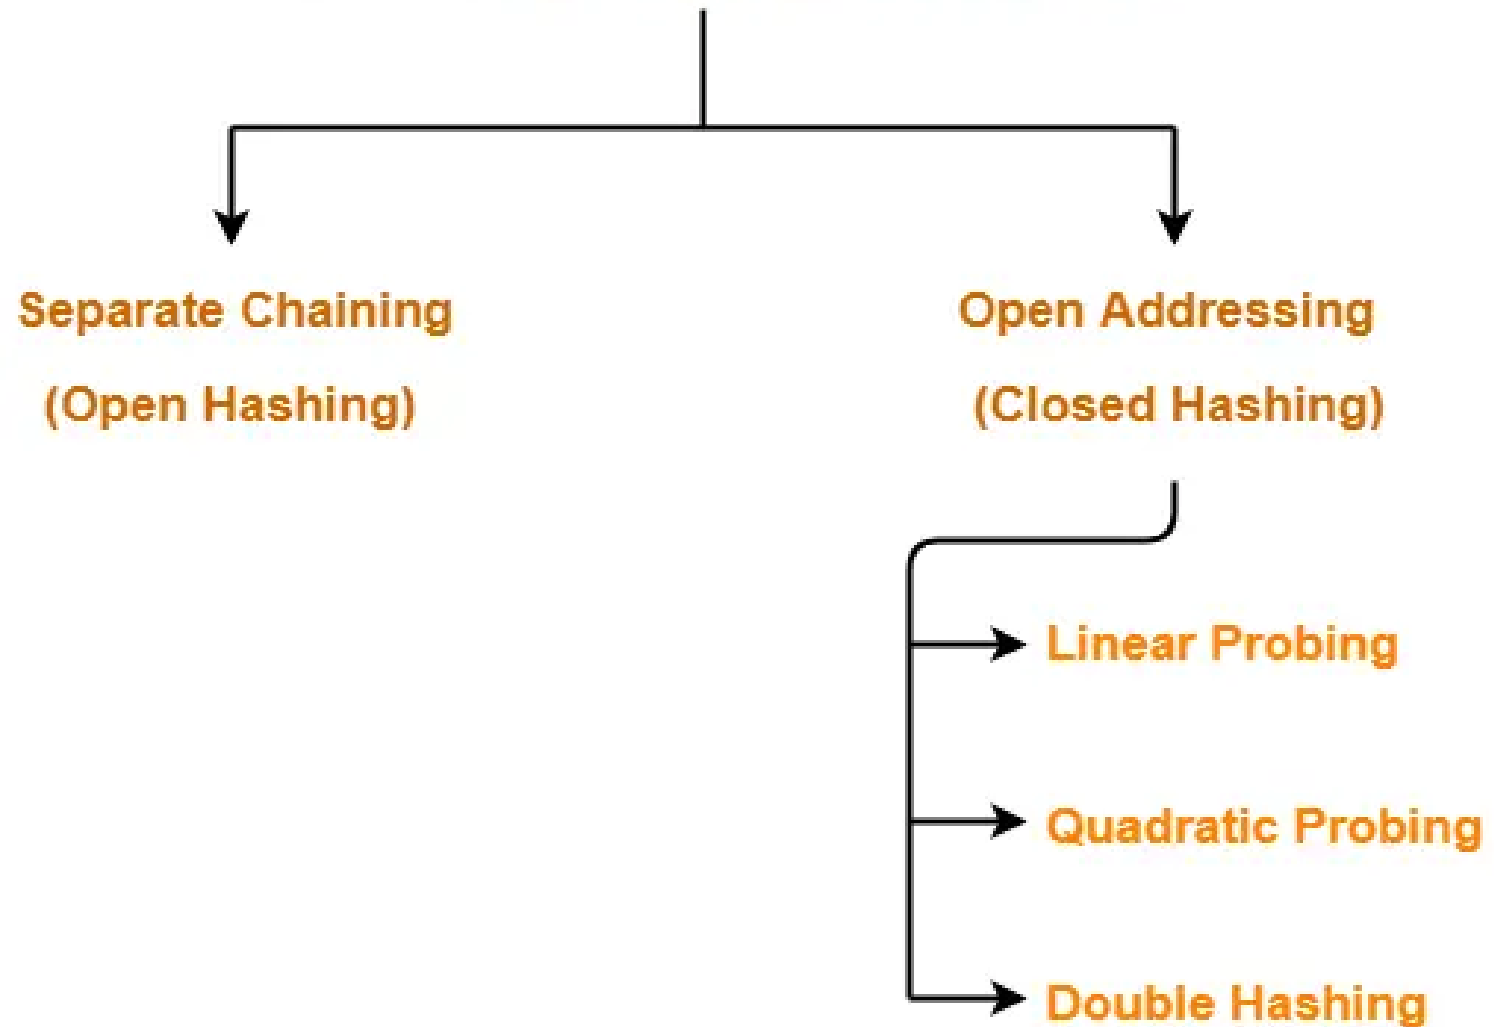 Separate Chaining
(Open Hashing)
Open Addressing
(Closed Hashing)
Linear Probing
Quadratic Probing
Double Hashing